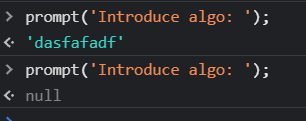 > prompt('Introduce algo: ');
<· 'dasfafadf'
> prompt('Introduce algo: ');
<· null